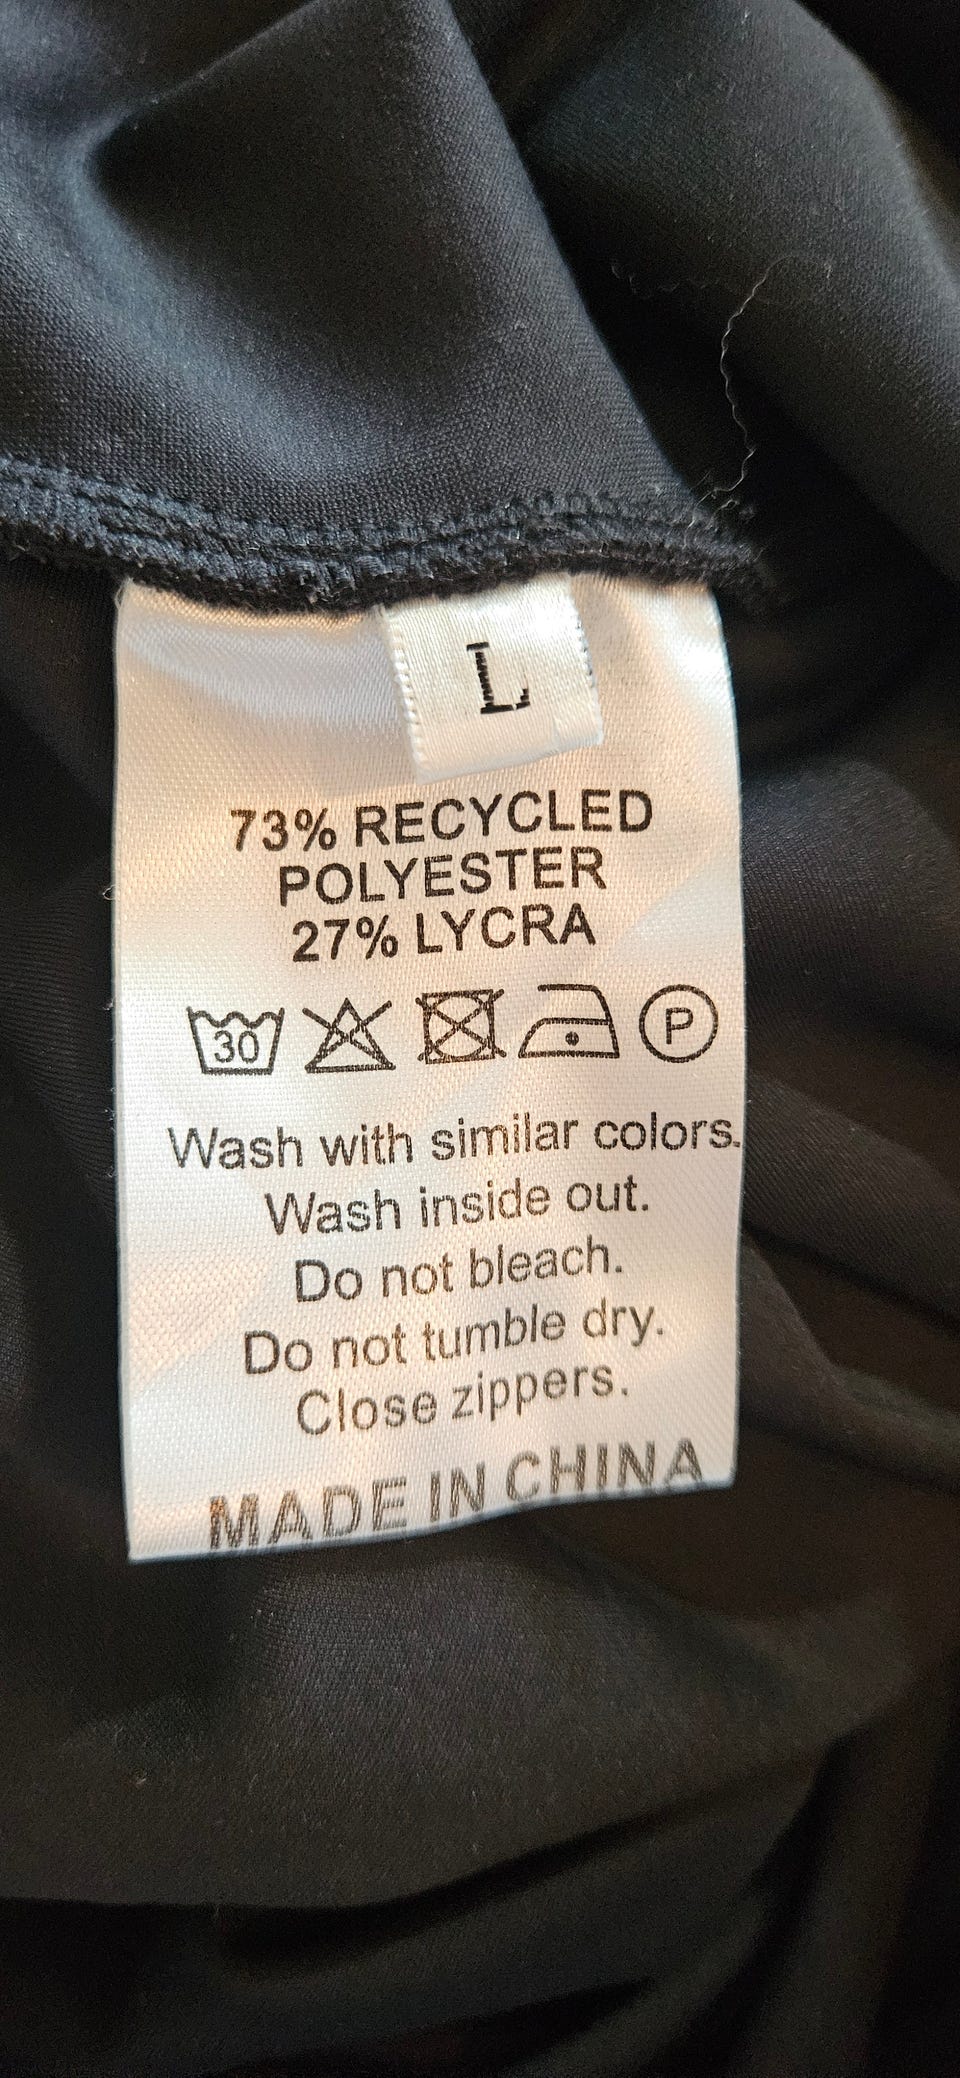 L
73% RECYCLED
POLYESTER
27% LYCRA
30 P
Wash with similar colors.
Wash inside out.
Do not bleach.
Do not tumble dry.
Close zippers.
MADE IN CHINA